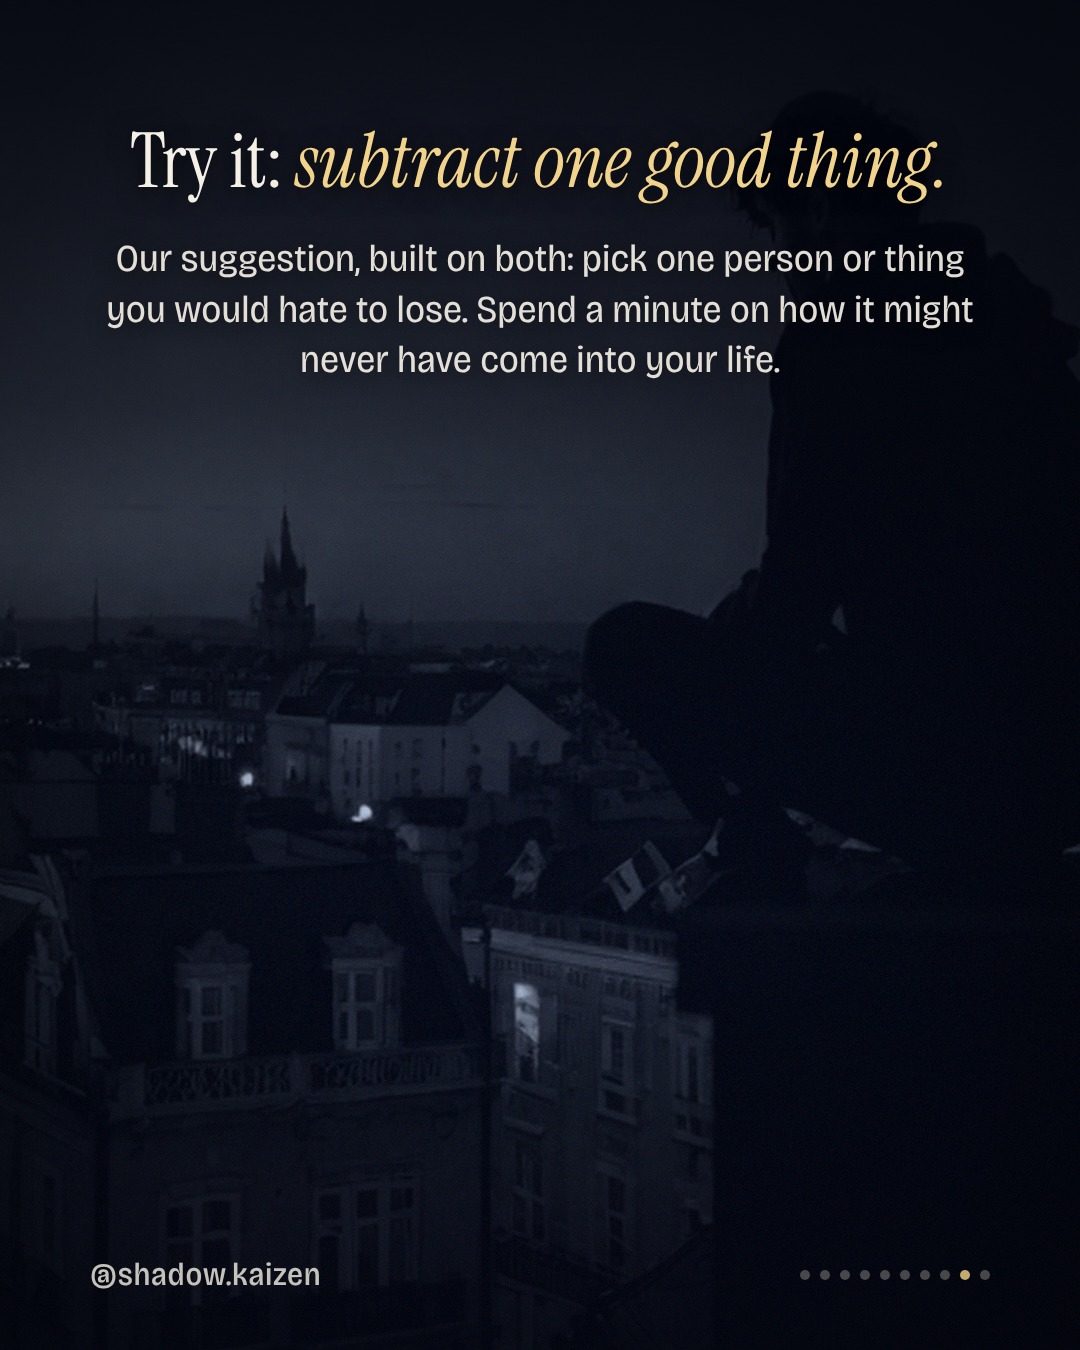 Try it: subtract one good thing.
Our suggestion, built on both: pick one person or thing
you would hate to lose. Spend a minute on how it might
never have come into your life.
@shadow.kaizen